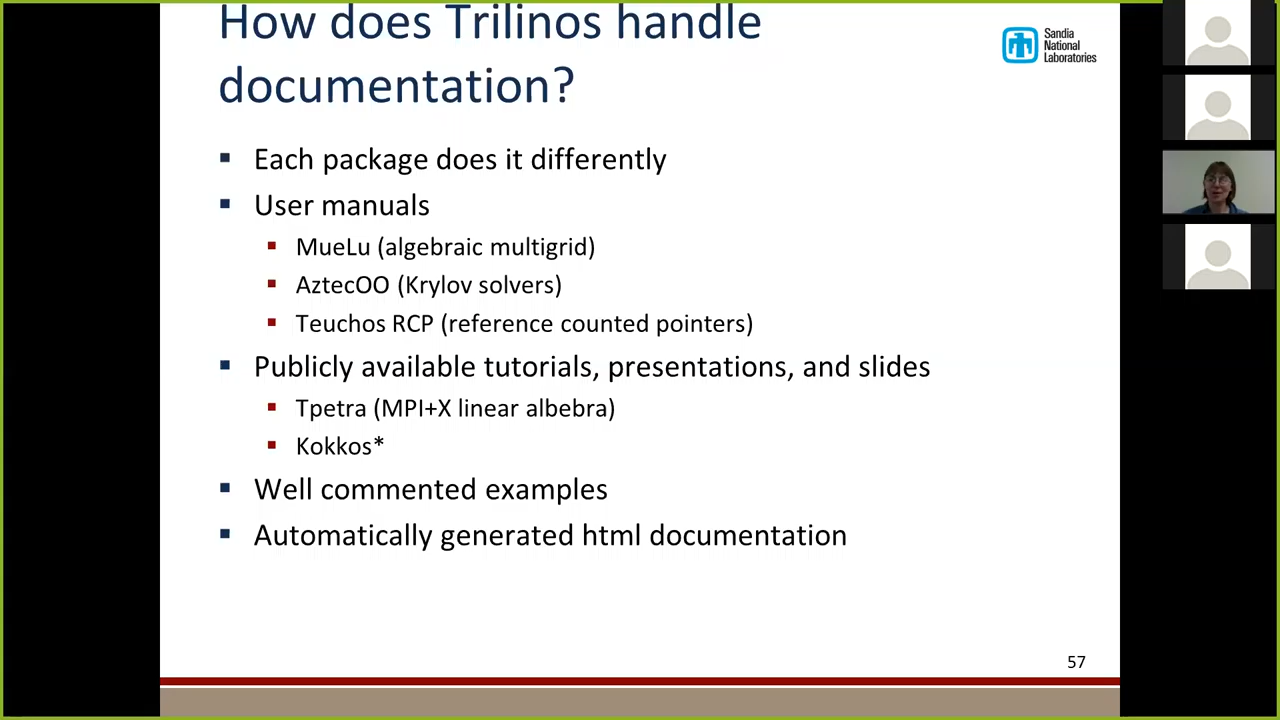 How does Trilinos handle
documentation?
Sandia
National
Laboratories
▪ Each package does it differently
▪ User manuals
▪ MueLu (algebraic multigrid)
▪ AztecOO (Krylov solvers)
▪ Teuchos RCP (reference counted pointers)
▪ Publicly available tutorials, presentations, and slides
▪ Tpetra (MPI+X linear albebra)
▪ Kokkos*
▪ Well commented examples
▪ Automatically generated html documentation
57